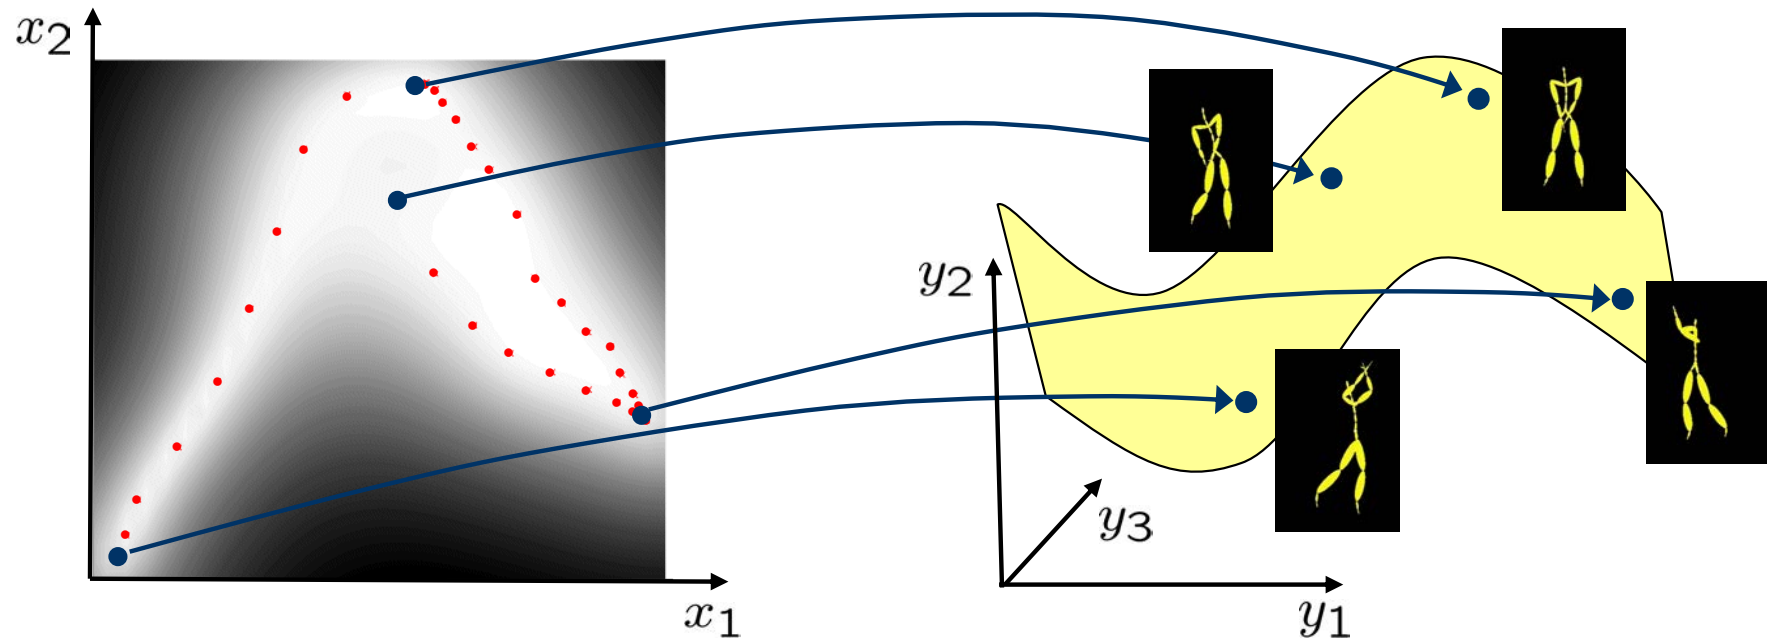 x₂
x₁
y₂
y₃
y₁